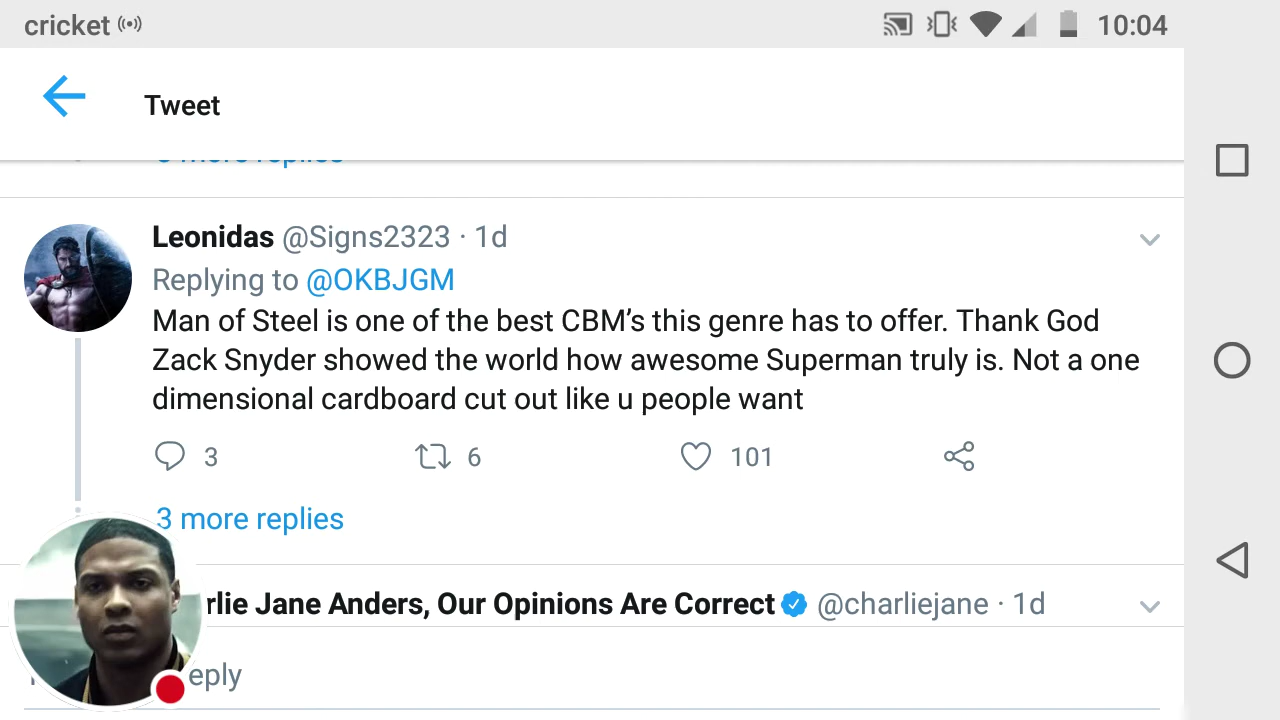 cricket 10:04
Tweet
Leonidas @Signs2323 · 1d
Replying to @OKBJGM
Man of Steel is one of the best CBM’s this genre has to offer. Thank God
Zack Snyder showed the world how awesome Superman truly is. Not a one
dimensional cardboard cut out like u people want
3 6 101
3 more replies
rlie Jane Anders, Our Opinions Are Correct @charliejane · 1d
eply